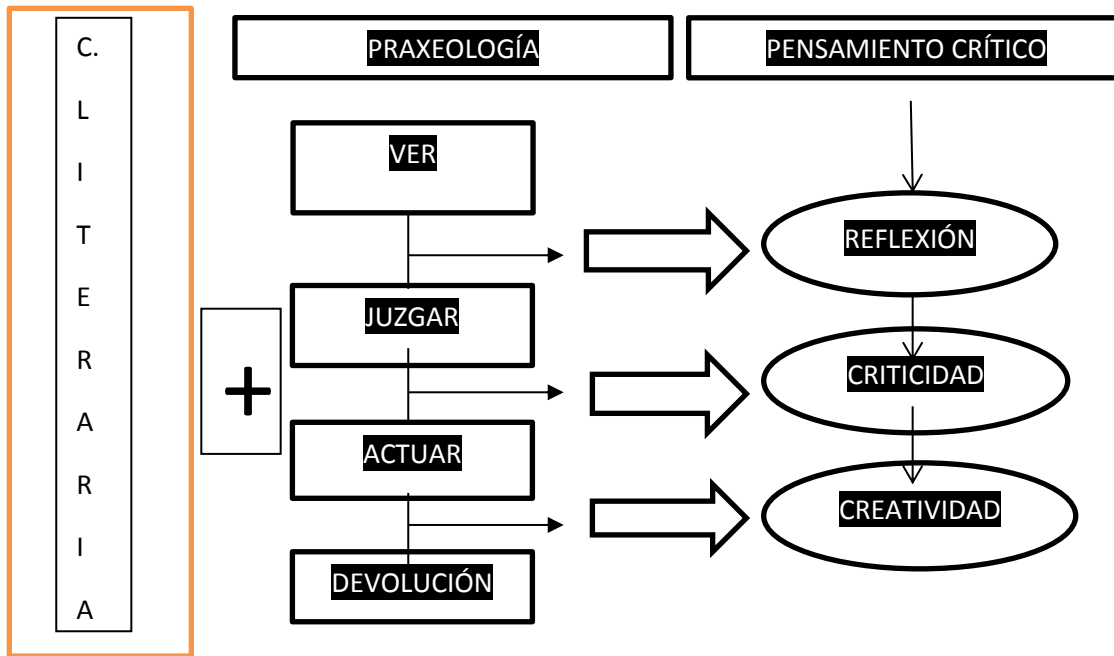 C.
L
I
T
E
R
A
R
I
A
+
PRAXEOLOGÍA
VER
JUZGAR
ACTUAR
DEVOLUCIÓN
PENSAMIENTO CRÍTICO
REFLEXIÓN
CRITICIDAD
CREATIVIDAD